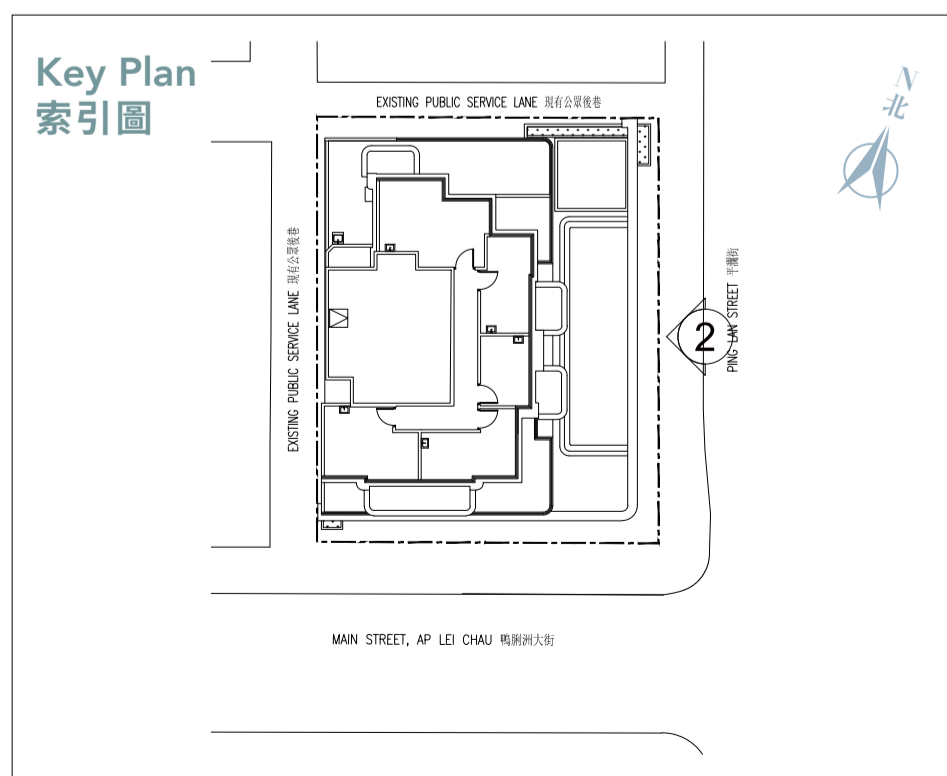 Key Plan
索引圖
N
北
EXISTING PUBLIC SERVICE LANE 現有公眾後巷
EXISTING PUBLIC SERVICE LANE 現有公眾後巷
PING LAN STREET 平瀾街
2
MAIN STREET, AP LEI CHAU 鴨脷洲大街